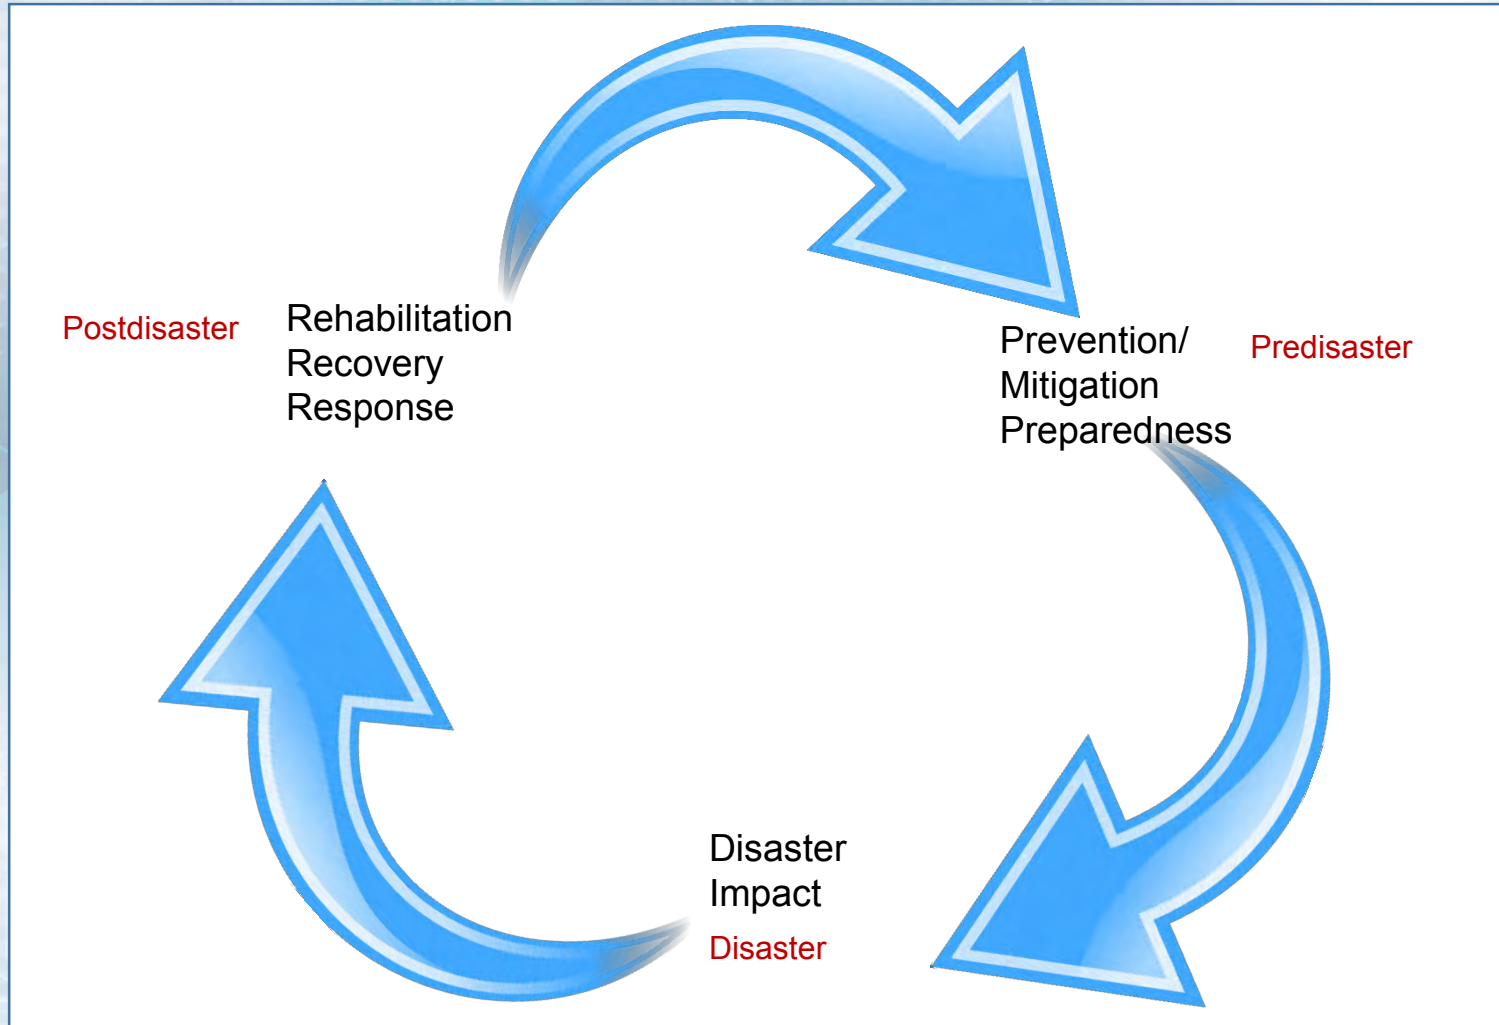 Postdisaster
Rehabilitation
Recovery
Response
Prevention/
Mitigation
Preparedness
Predisaster
Disaster
Impact
Disaster